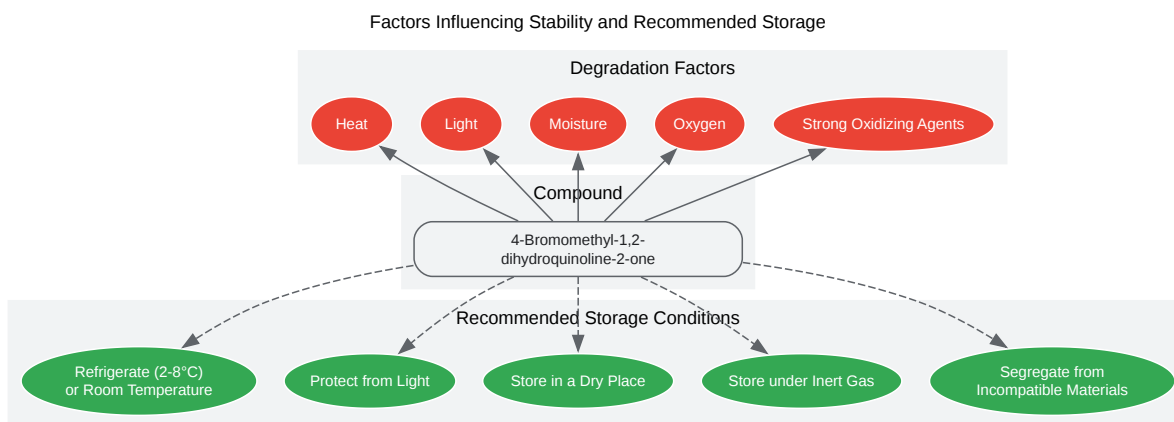 Factors Influencing Stability and Recommended Storage
Degradation Factors
Heat
Light
Moisture
Oxygen
Strong Oxidizing Agents
Compound
4-Bromomethyl-1,2-
dihydroquinoline-2-one
Recommended Storage Conditions
Refrigerate (2-8°C)
or Room Temperature
Protect from Light
Store in a Dry Place
Store under Inert Gas
Segregate from
Incompatible Materials